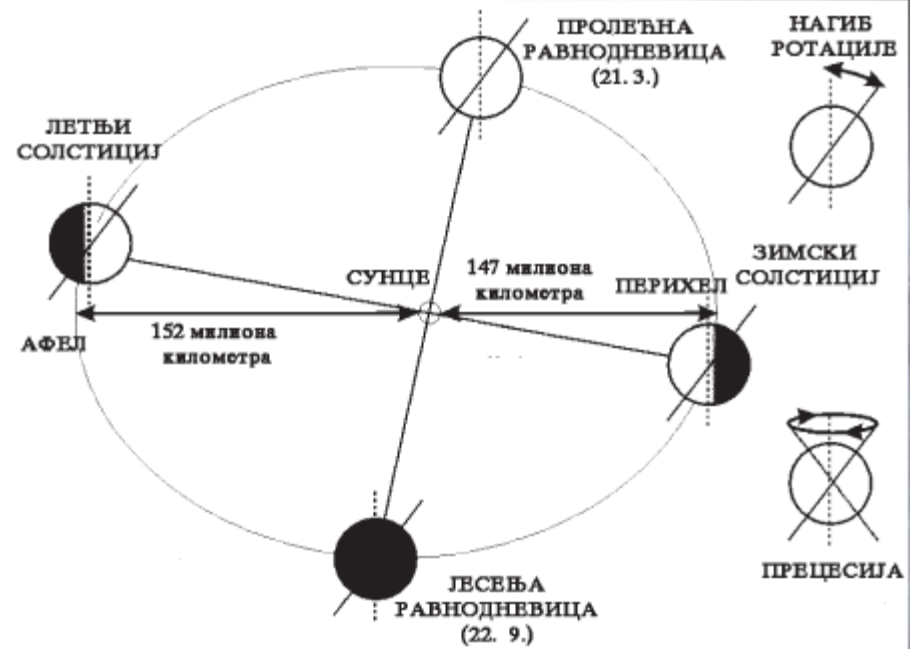 ПРОЛЕЋНА
РАВНОДНЕВИЦА
(21. 3.)
НАГИБ
РОТАЦИЈЕ
ЛЕТЊИ
СОЛСТИЦИЈ
СУНЦЕ
147 милиона
километра
ПЕРИХЕЛ
ЗИМСКИ
СОЛСТИЦИЈ
АФЕЛ
152 милиона
километра
ЈЕСЕЊА
РАВНОДНЕВИЦА
(22. 9.)
ПРЕЦЕСИЈА